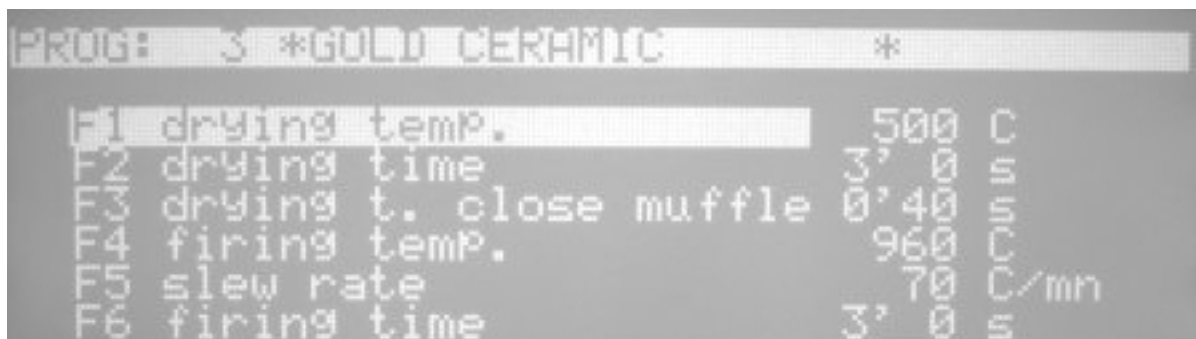 PROG: 3 *GOLD CERAMIC *
F1 drying temp. 500 C
F2 drying time 3' 0 s
F3 drying t. close muffle 0'40 s
F4 firing temp. 960 C
F5 slew rate 70 C/mn
F6 firing time 3' 0 s